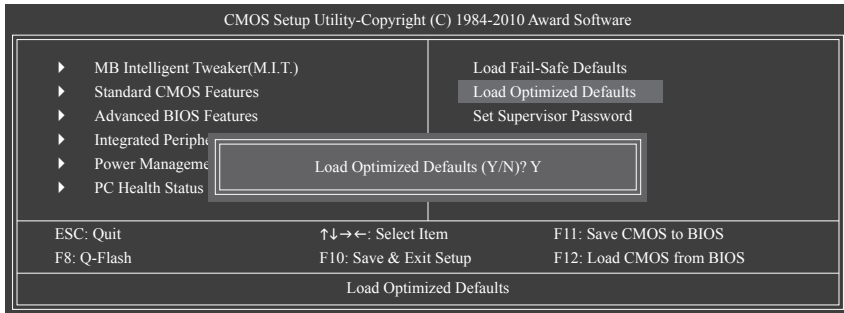 CMOS Setup Utility-Copyright (C) 1984-2010 Award Software
MB Intelligent Tweaker(M.I.T.)
Standard CMOS Features
Advanced BIOS Features
Integrated Periphe
Power Manageme
PC Health Status
Load Fail-Safe Defaults
Load Optimized Defaults
Set Supervisor Password
Load Optimized Defaults (Y/N)? Y
ESC: Quit ↑↓→←: Select Item F11: Save CMOS to BIOS
F8: Q-Flash F10: Save & Exit Setup F12: Load CMOS from BIOS
Load Optimized Defaults